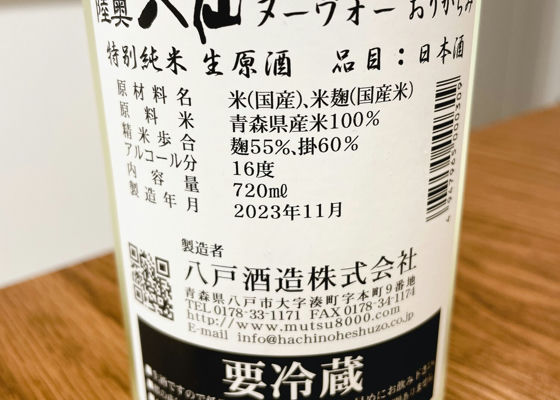 陸奥八仙 ヌーヴォー おりがらみ
特別純米 生原酒 品目：日本酒
原材料名 米(国産)、米麹(国産米)
原料米 青森県産米100%
精米歩合 麹55%、掛60%
アルコール分 16度
内容量 720ml
製造年月 2023年11月
4947965000309
製造者
八戸酒造株式会社
青森県八戸市大字湊町字本町9番地
TEL 0178-33-1171 FAX 0178-34-1174
http://www.mutsu8000.com
E-mail info@hachinoheshuzo.co.jp
要冷蔵